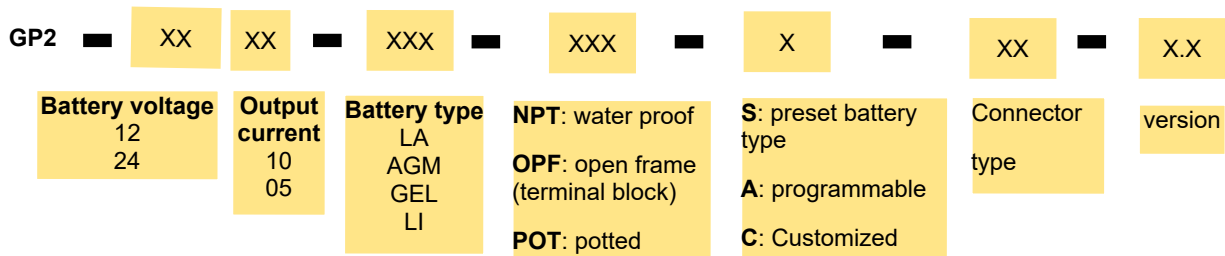 GP2 - XX XX - XXX - XXX - X - XX - X.X
Battery voltage
12
24
Output
current
10
05
Battery type
LA
AGM
GEL
LI
NPT: water proof
OPF: open frame
(terminal block)
POT: potted
S: preset battery
type
A: programmable
C: Customized
Connector
type
version